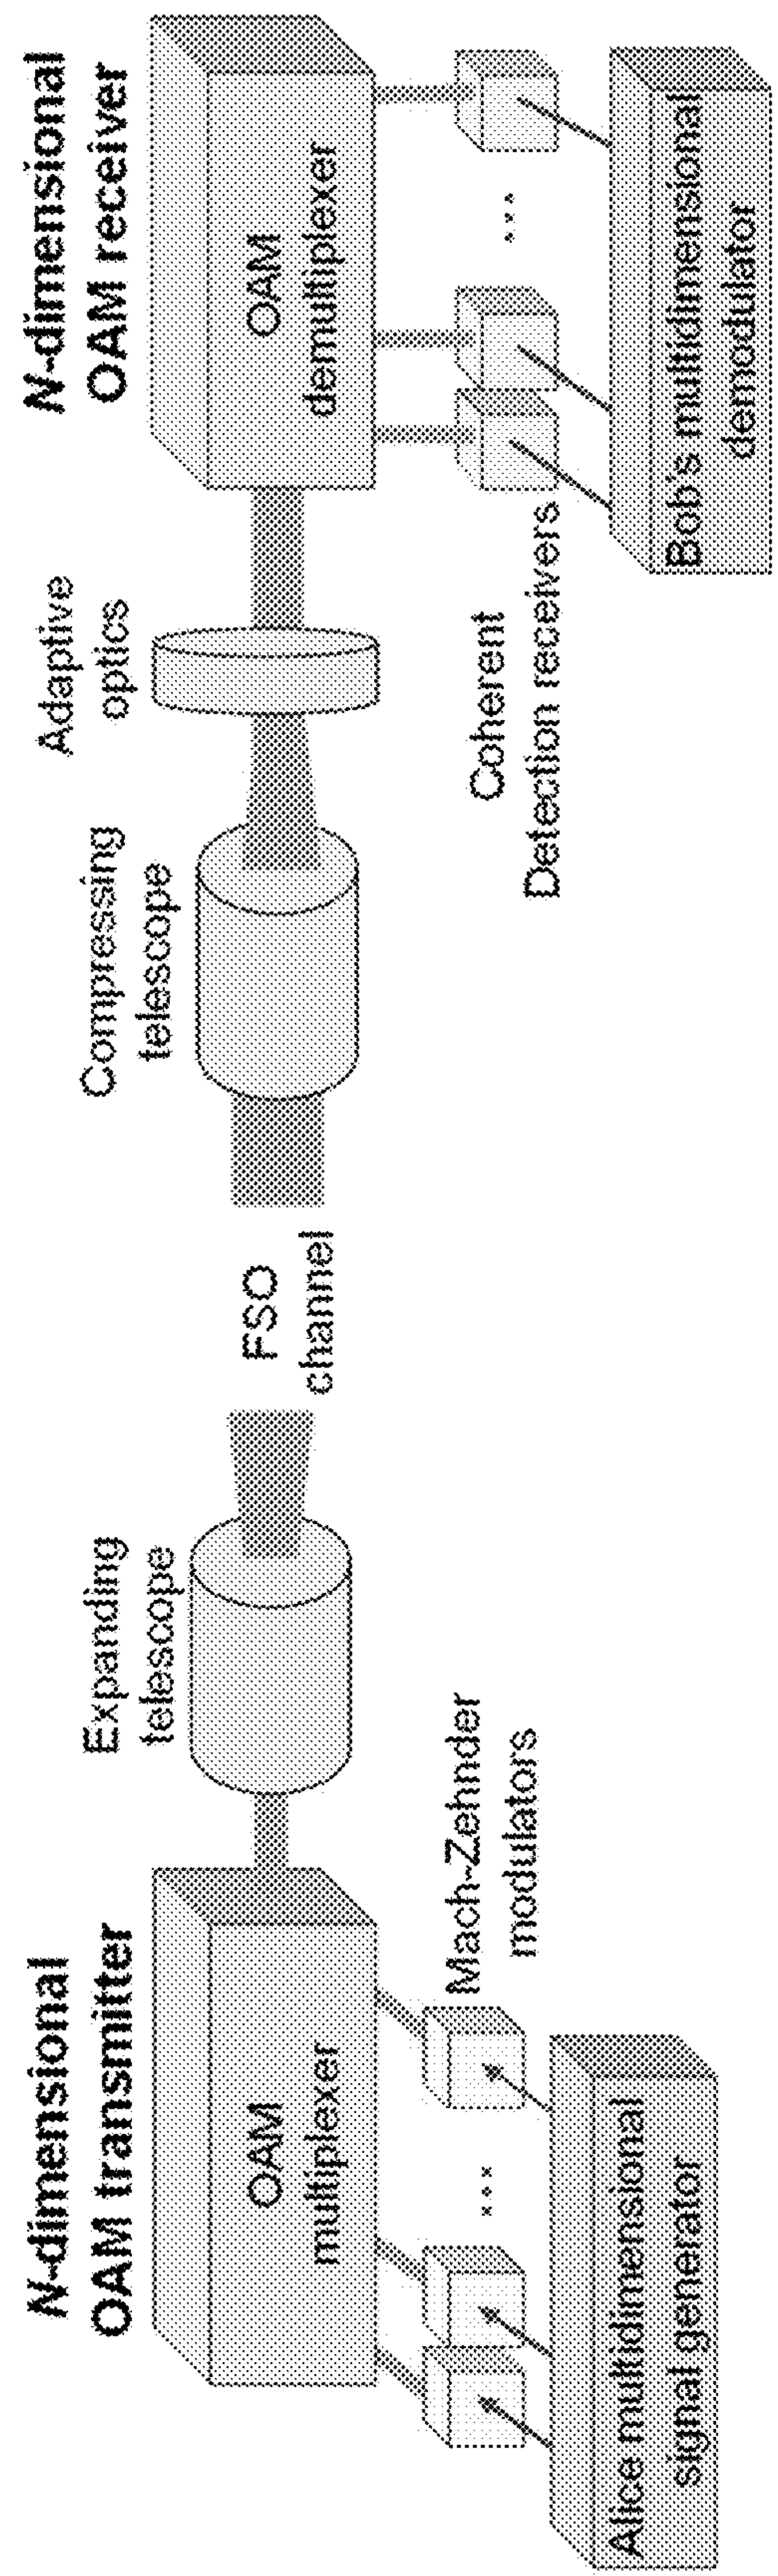 N-dimensional
OAM transmitter
OAM
multiplexer
Alice multidimensional
signal generator
Mach-Zehnder
modulators
...
Expanding
telescope
FSO
channel
Compressing
telescope
Adaptive
optics
N-dimensional
OAM receiver
OAM
demultiplexer
Coherent
Detection receivers
...
Bob's multidimensional
demodulator